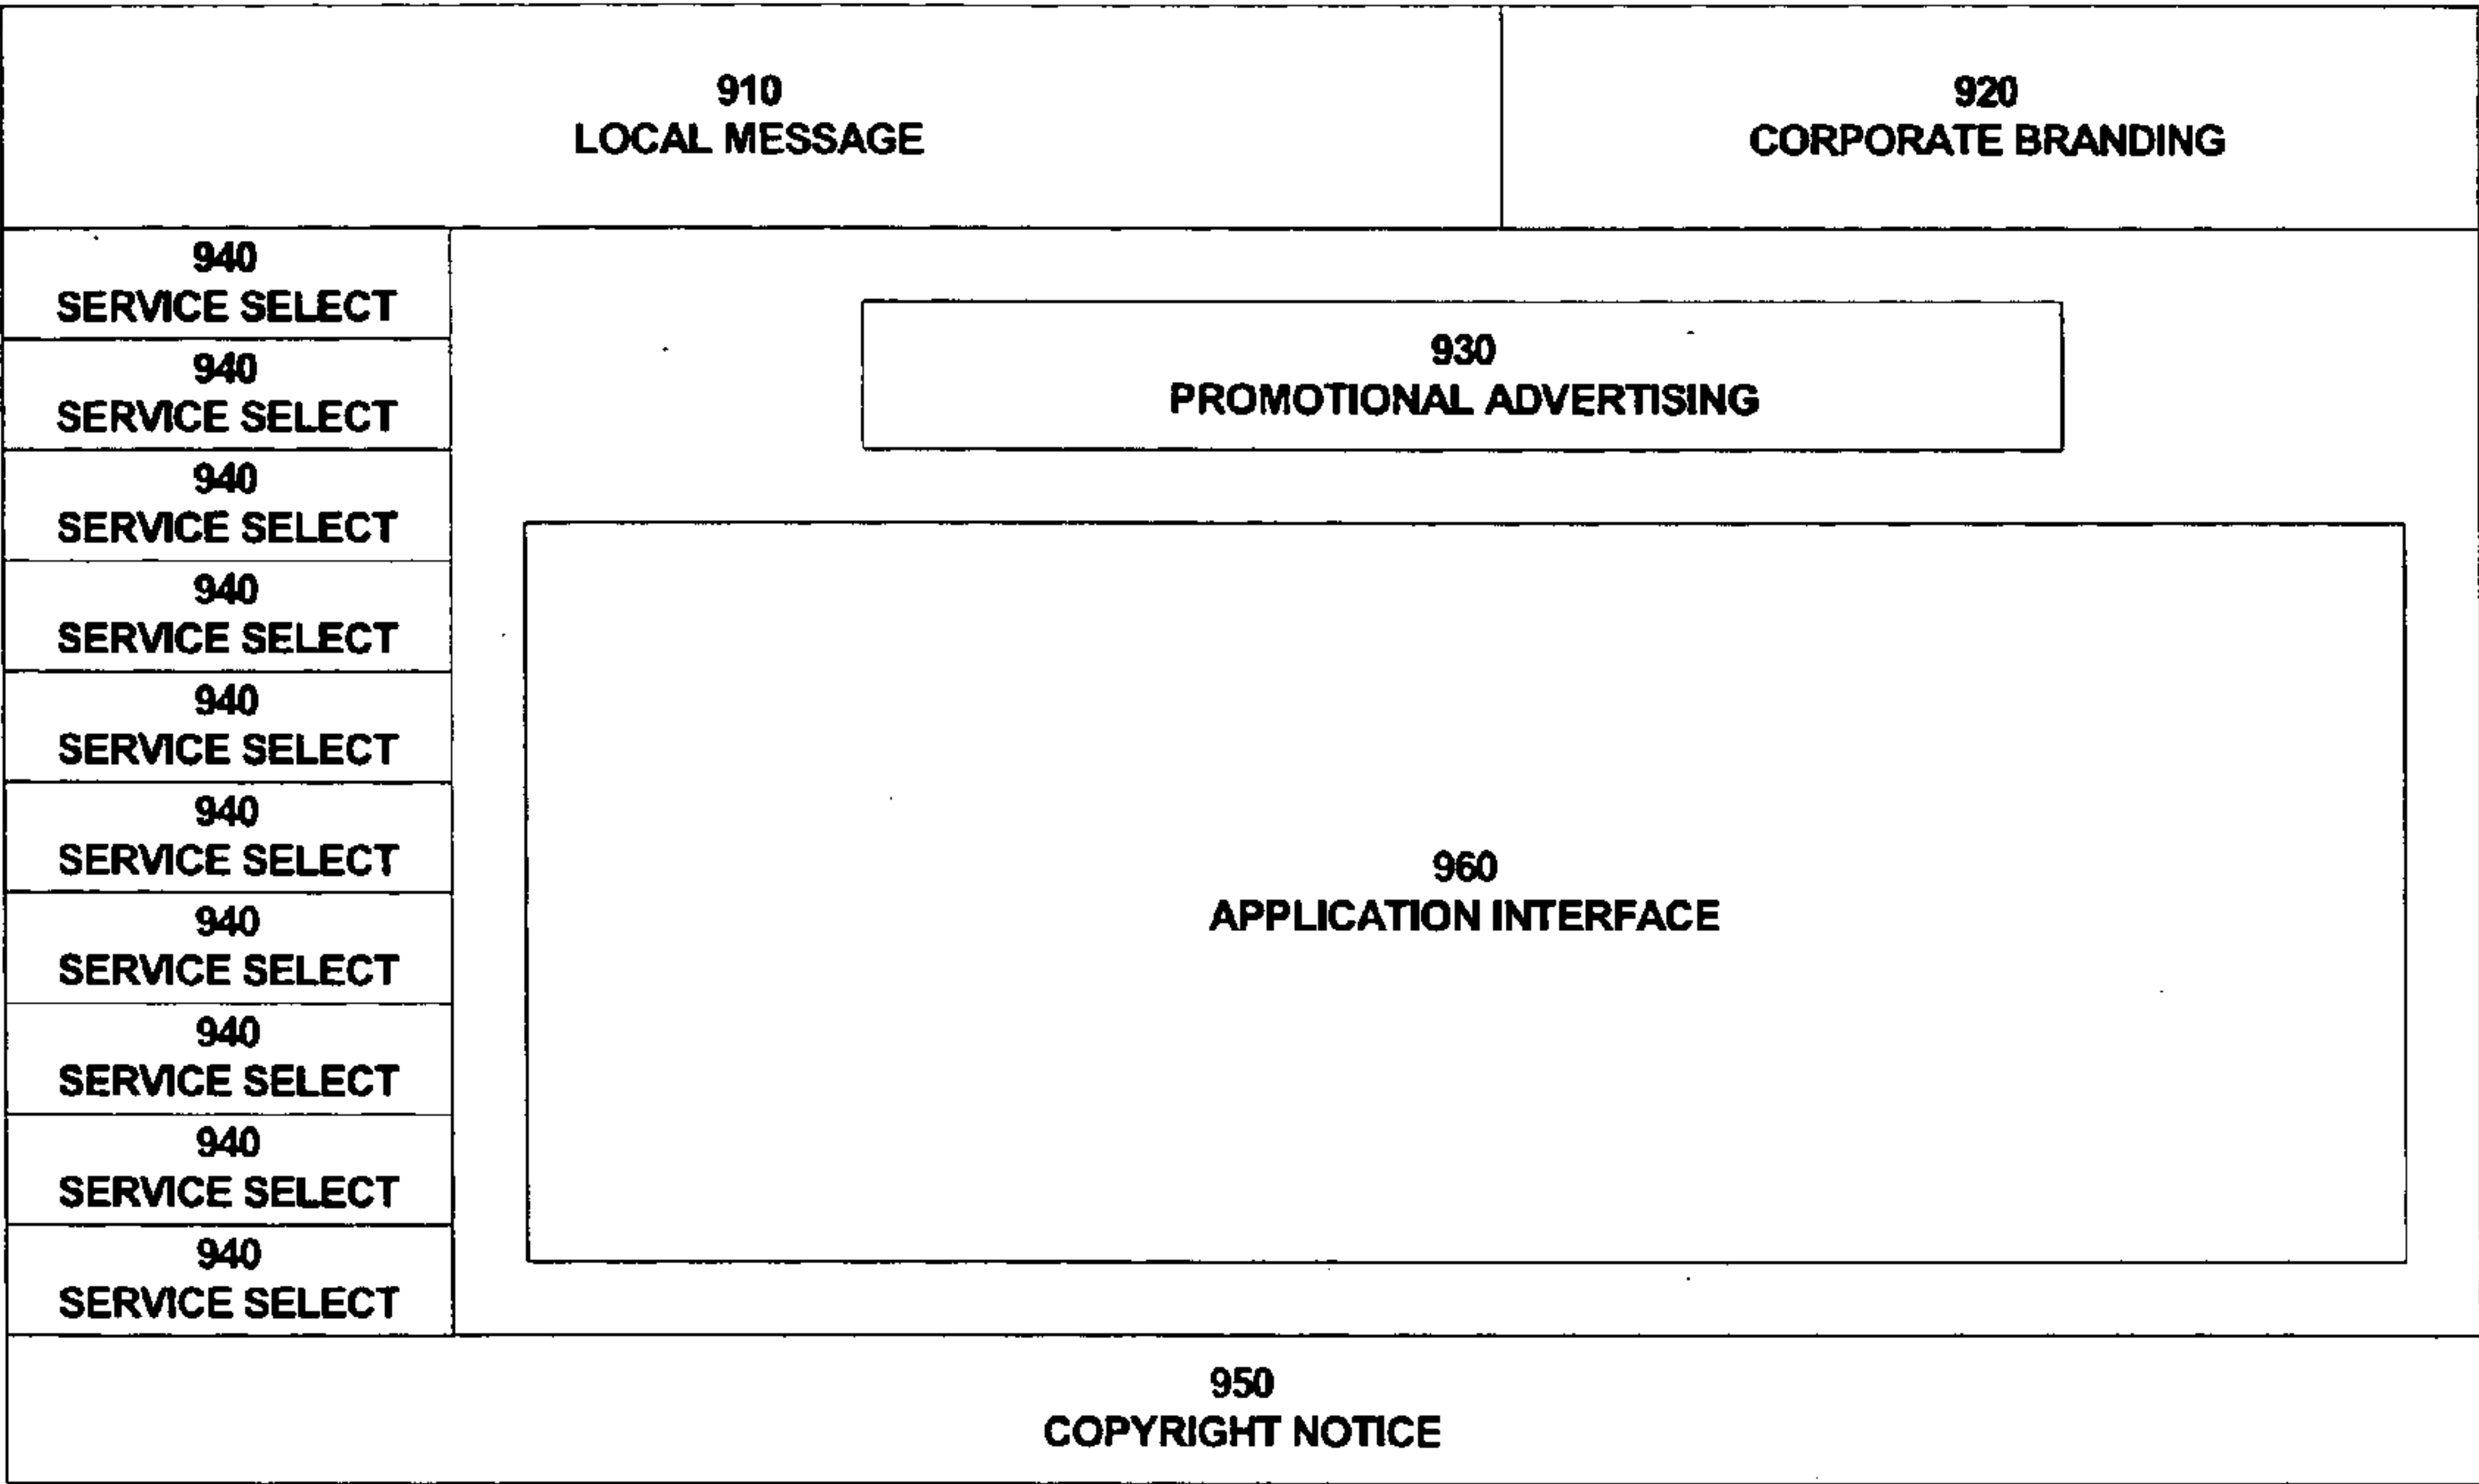 910
LOCAL MESSAGE
920
CORPORATE BRANDING
940
SERVICE SELECT
940
SERVICE SELECT
940
SERVICE SELECT
940
SERVICE SELECT
940
SERVICE SELECT
940
SERVICE SELECT
940
SERVICE SELECT
940
SERVICE SELECT
940
SERVICE SELECT
940
SERVICE SELECT
930
PROMOTIONAL ADVERTISING
960
APPLICATION INTERFACE
950
COPYRIGHT NOTICE